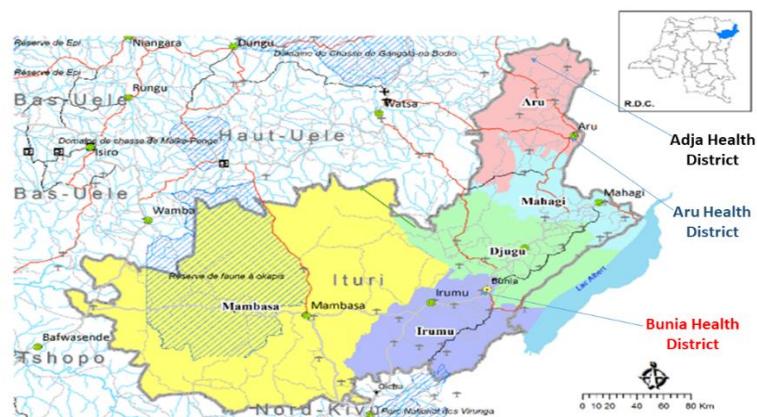 Réserve de Epi
Niangara
Dungu
Domaine de Chasse de Gangala-na Bodio
Réserve de Epi
Rungu
Bas-Uele
Watsa
Haut-Uele
Domaine de chasse de Maika-Penge
Isiro
Bas-Uele
Wamba
Aru
Aru
Mahagi
Mahagi
Djugu
Bunia
Lac Albert
Réserve de faune à okapis
Ituri
Mambasa
Mambasa
Irumu
Irumu
Bafwasende
Tshopo
Oicha
Nord-Kivu
Parc National des Virunga
R.D.C.
Adja Health
District
Aru Health
District
Bunia Health
District
0 10 20 40 60 80 Km